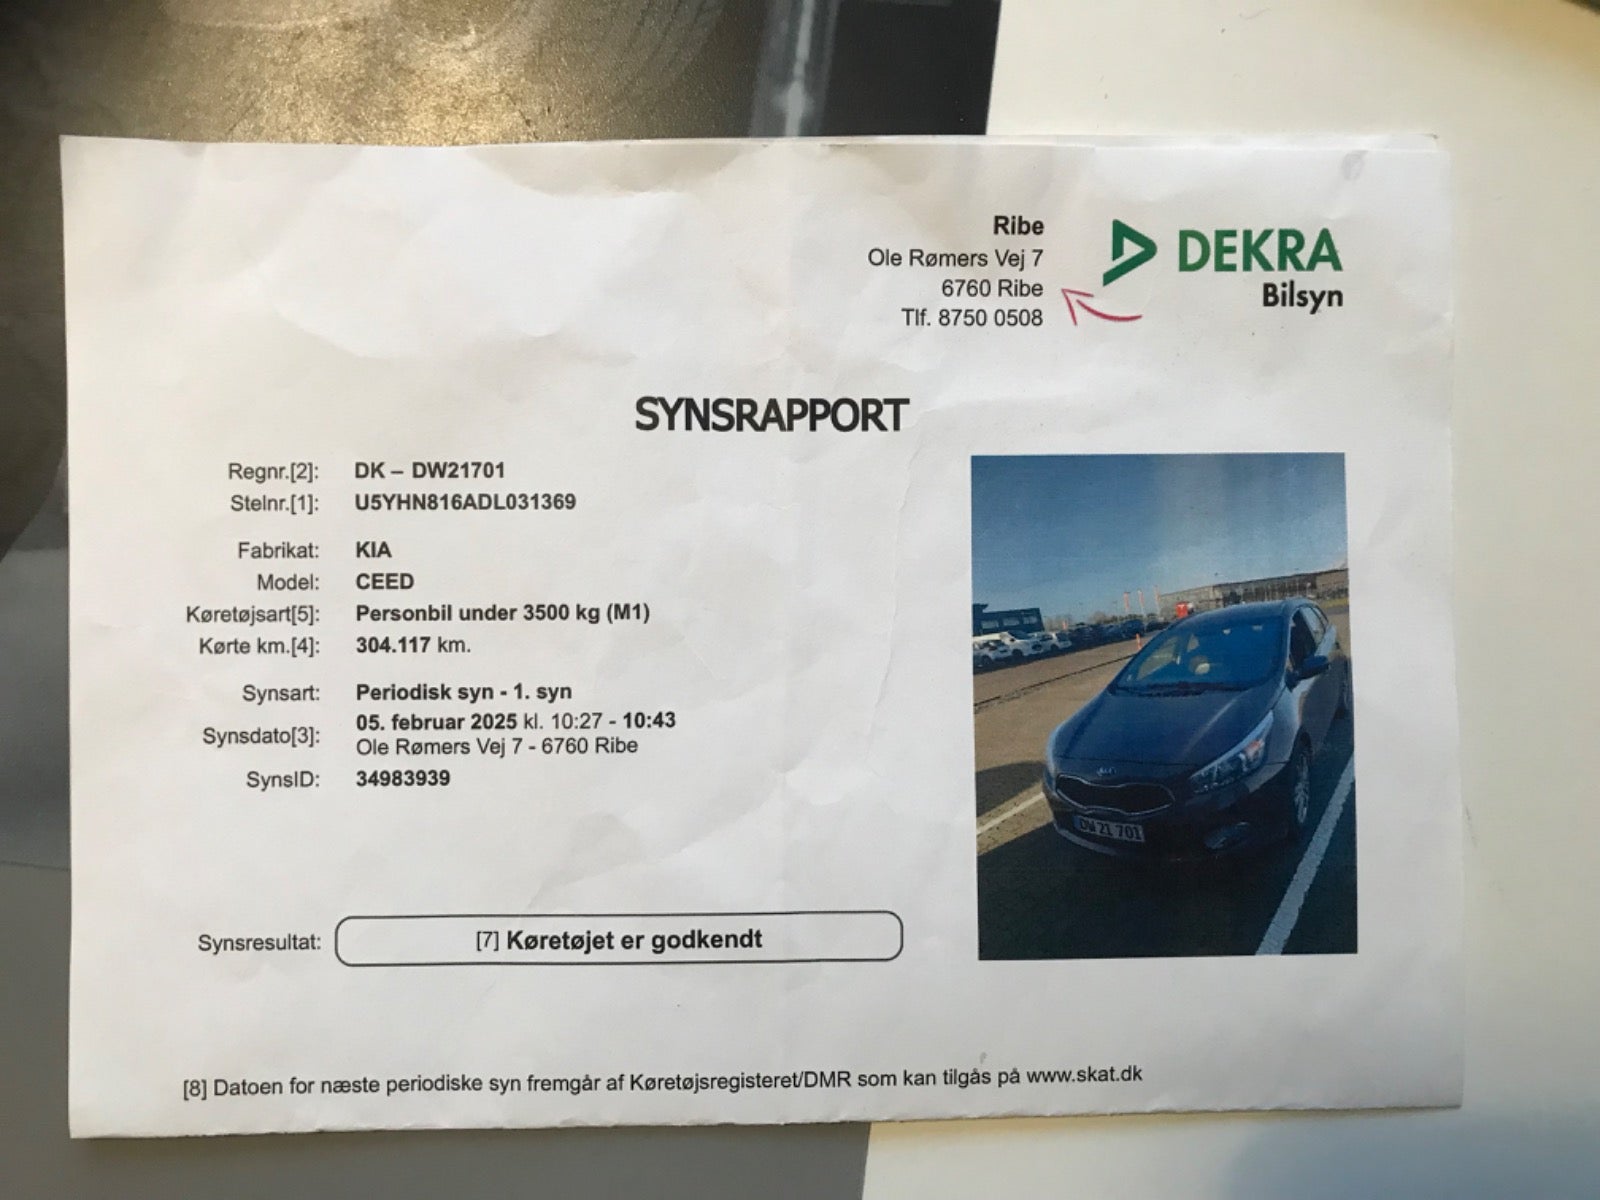 Ribe
Ole Rømers Vej 7
6760 Ribe
Tlf. 8750 0508
DEKRA
Bilsyn
SYNSRAPPORT
Regnr.[2]: DK – DW21701
Stelnr.[1]: U5YHN816ADL031369
Fabrikat: KIA
Model: CEED
Køretøjsart[5]: Personbil under 3500 kg (M1)
Kørte km.[4]: 304.117 km.
Synsart: Periodisk syn - 1. syn
Synsdato[3]: 05. februar 2025 kl. 10:27 - 10:43
Ole Rømers Vej 7 - 6760 Ribe
SynsID: 34983939
KIA
DW 21 701
Synsresultat: [7] Køretøjet er godkendt
[8] Datoen for næste periodiske syn fremgår af Køretøjsregisteret/DMR som kan tilgås på www.skat.dk